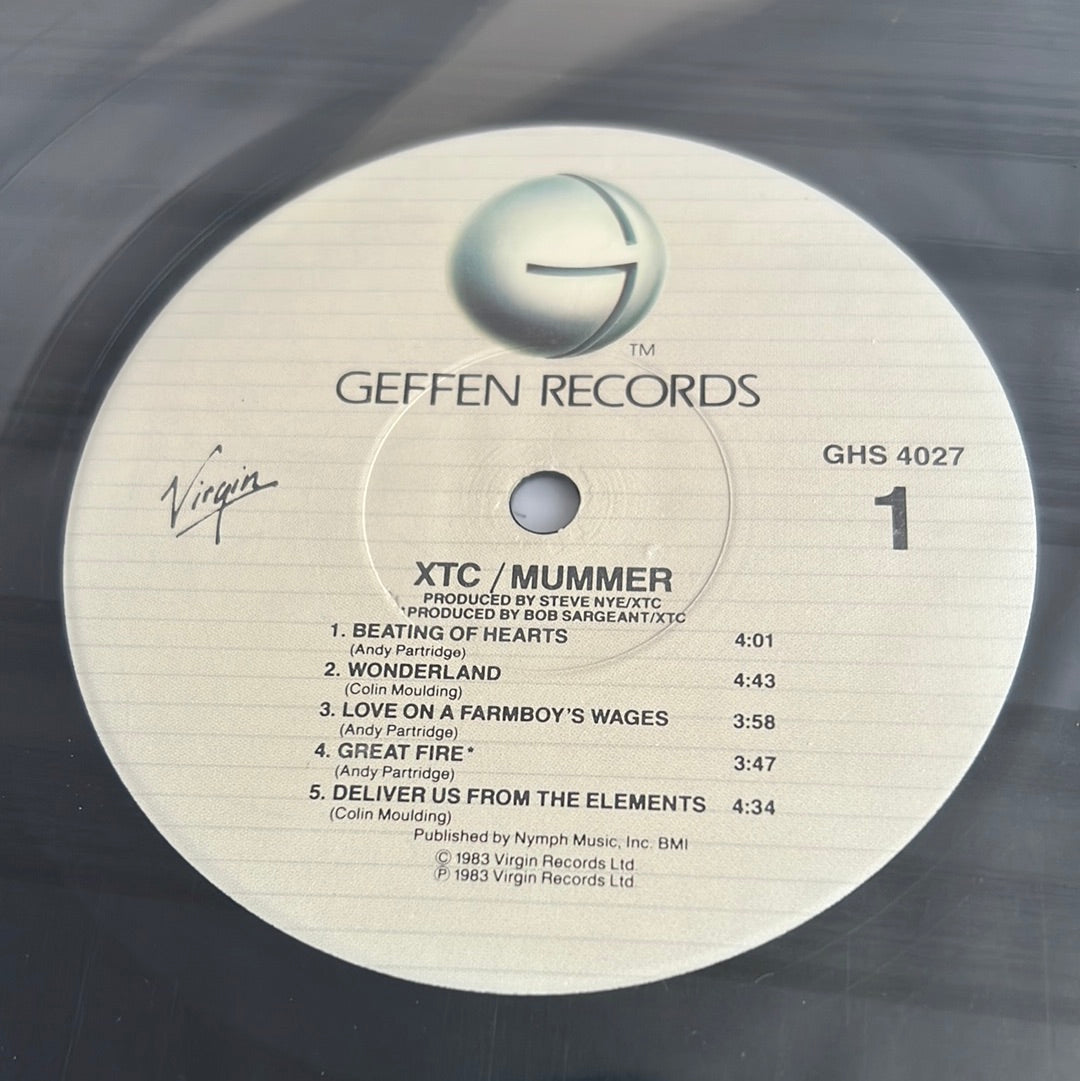 TM
GEFFEN RECORDS
Virgin
GHS 4027
1
XTC / MUMMER
PRODUCED BY STEVE NYE/XTC
*PRODUCED BY BOB SARGEANT/XTC
1. BEATING OF HEARTS 4:01
(Andy Partridge)
2. WONDERLAND 4:43
(Colin Moulding)
3. LOVE ON A FARMBOY'S WAGES 3:58
(Andy Partridge)
4. GREAT FIRE* 3:47
(Andy Partridge)
5. DELIVER US FROM THE ELEMENTS 4:34
(Colin Moulding)
Published by Nymph Music, Inc. BMI
© 1983 Virgin Records Ltd.
℗ 1983 Virgin Records Ltd.